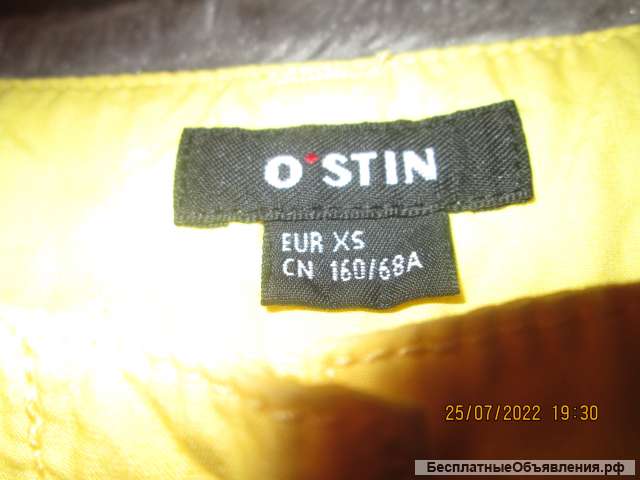 O'STIN
EUR XS
CN 160/68A
25/07/2022 19:30
БесплатныеОбъявления.рф